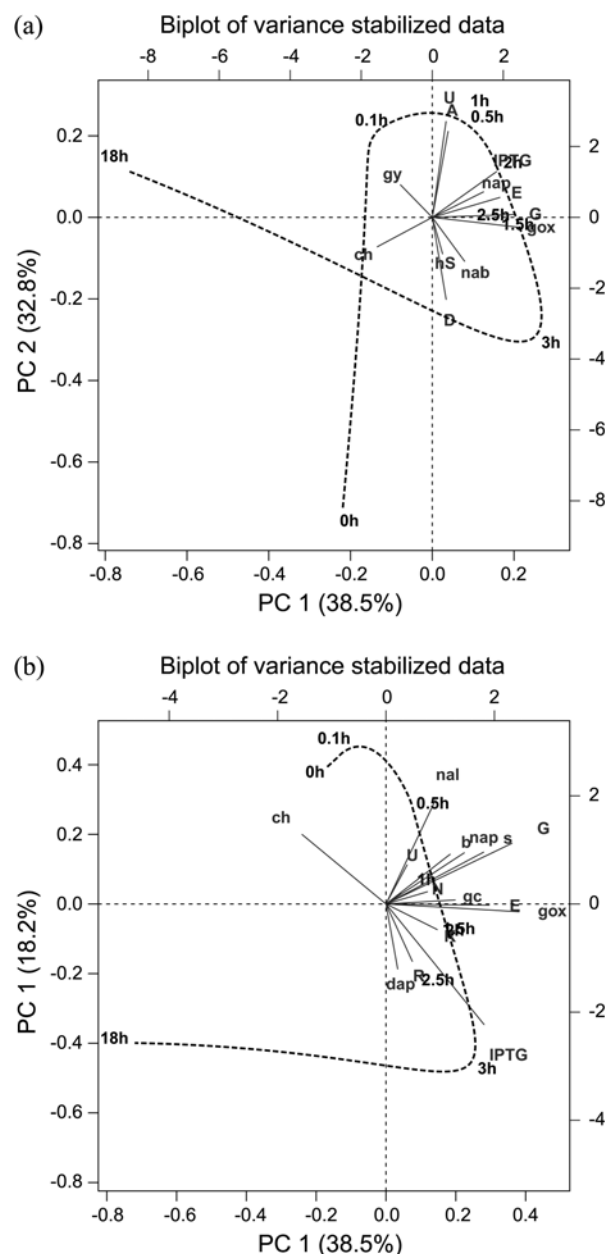 (a)
Biplot of variance stabilized data
-8 -6 -4 -2 0 2
U 1h
A 0.5h
0.1h
0.2 2
18h IPTG 2h
gy nap E
0.0 2.5h G 0
1.5h gox
ch hS nab
-0.2 -2
D
3h
-0.4 -4
-0.6 -6
0h
-0.8 -8
-0.8 -0.6 -0.4 -0.2 0.0 0.2
PC 2 (32.8%)
PC 1 (38.5%)
(b)
Biplot of variance stabilized data
-4 -2 0 2
0.1h
0.4 0h nal
0.5h 2
ch G
0.2 b nap s
U
1h N gc
0.0 E gox 0
-0.2 dap R 2.5h
-2
-0.4 18h IPTG
3h
-0.6 -4
-0.8
-0.8 -0.6 -0.4 -0.2 0.0 0.2 0.4
PC 1 (18.2%)
PC 1 (38.5%)